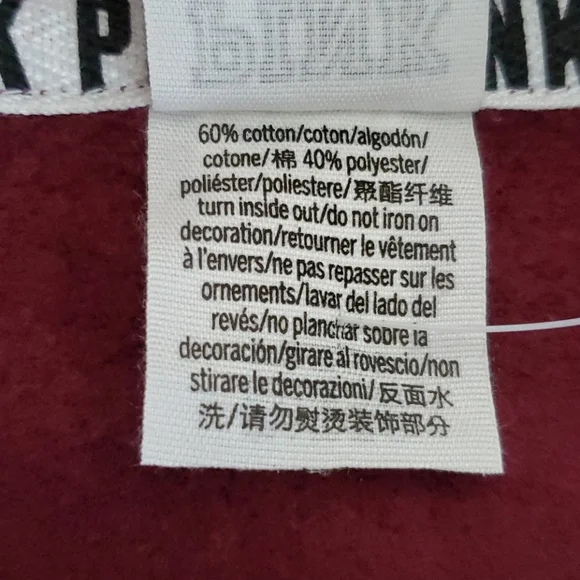 K P
NK
60% cotton/coton/algodón/
cotone/棉 40% polyester/
poliéster/poliestere/聚酯纤维
turn inside out/do not iron on
decoration/retourner le vêtement
à l'envers/ne pas repasser sur les
ornements/lavar del lado del
revés/no planchar sobre la
decoración/girare al rovescio/non
stirare le decorazioni/反面水
洗/请勿熨烫装饰部分